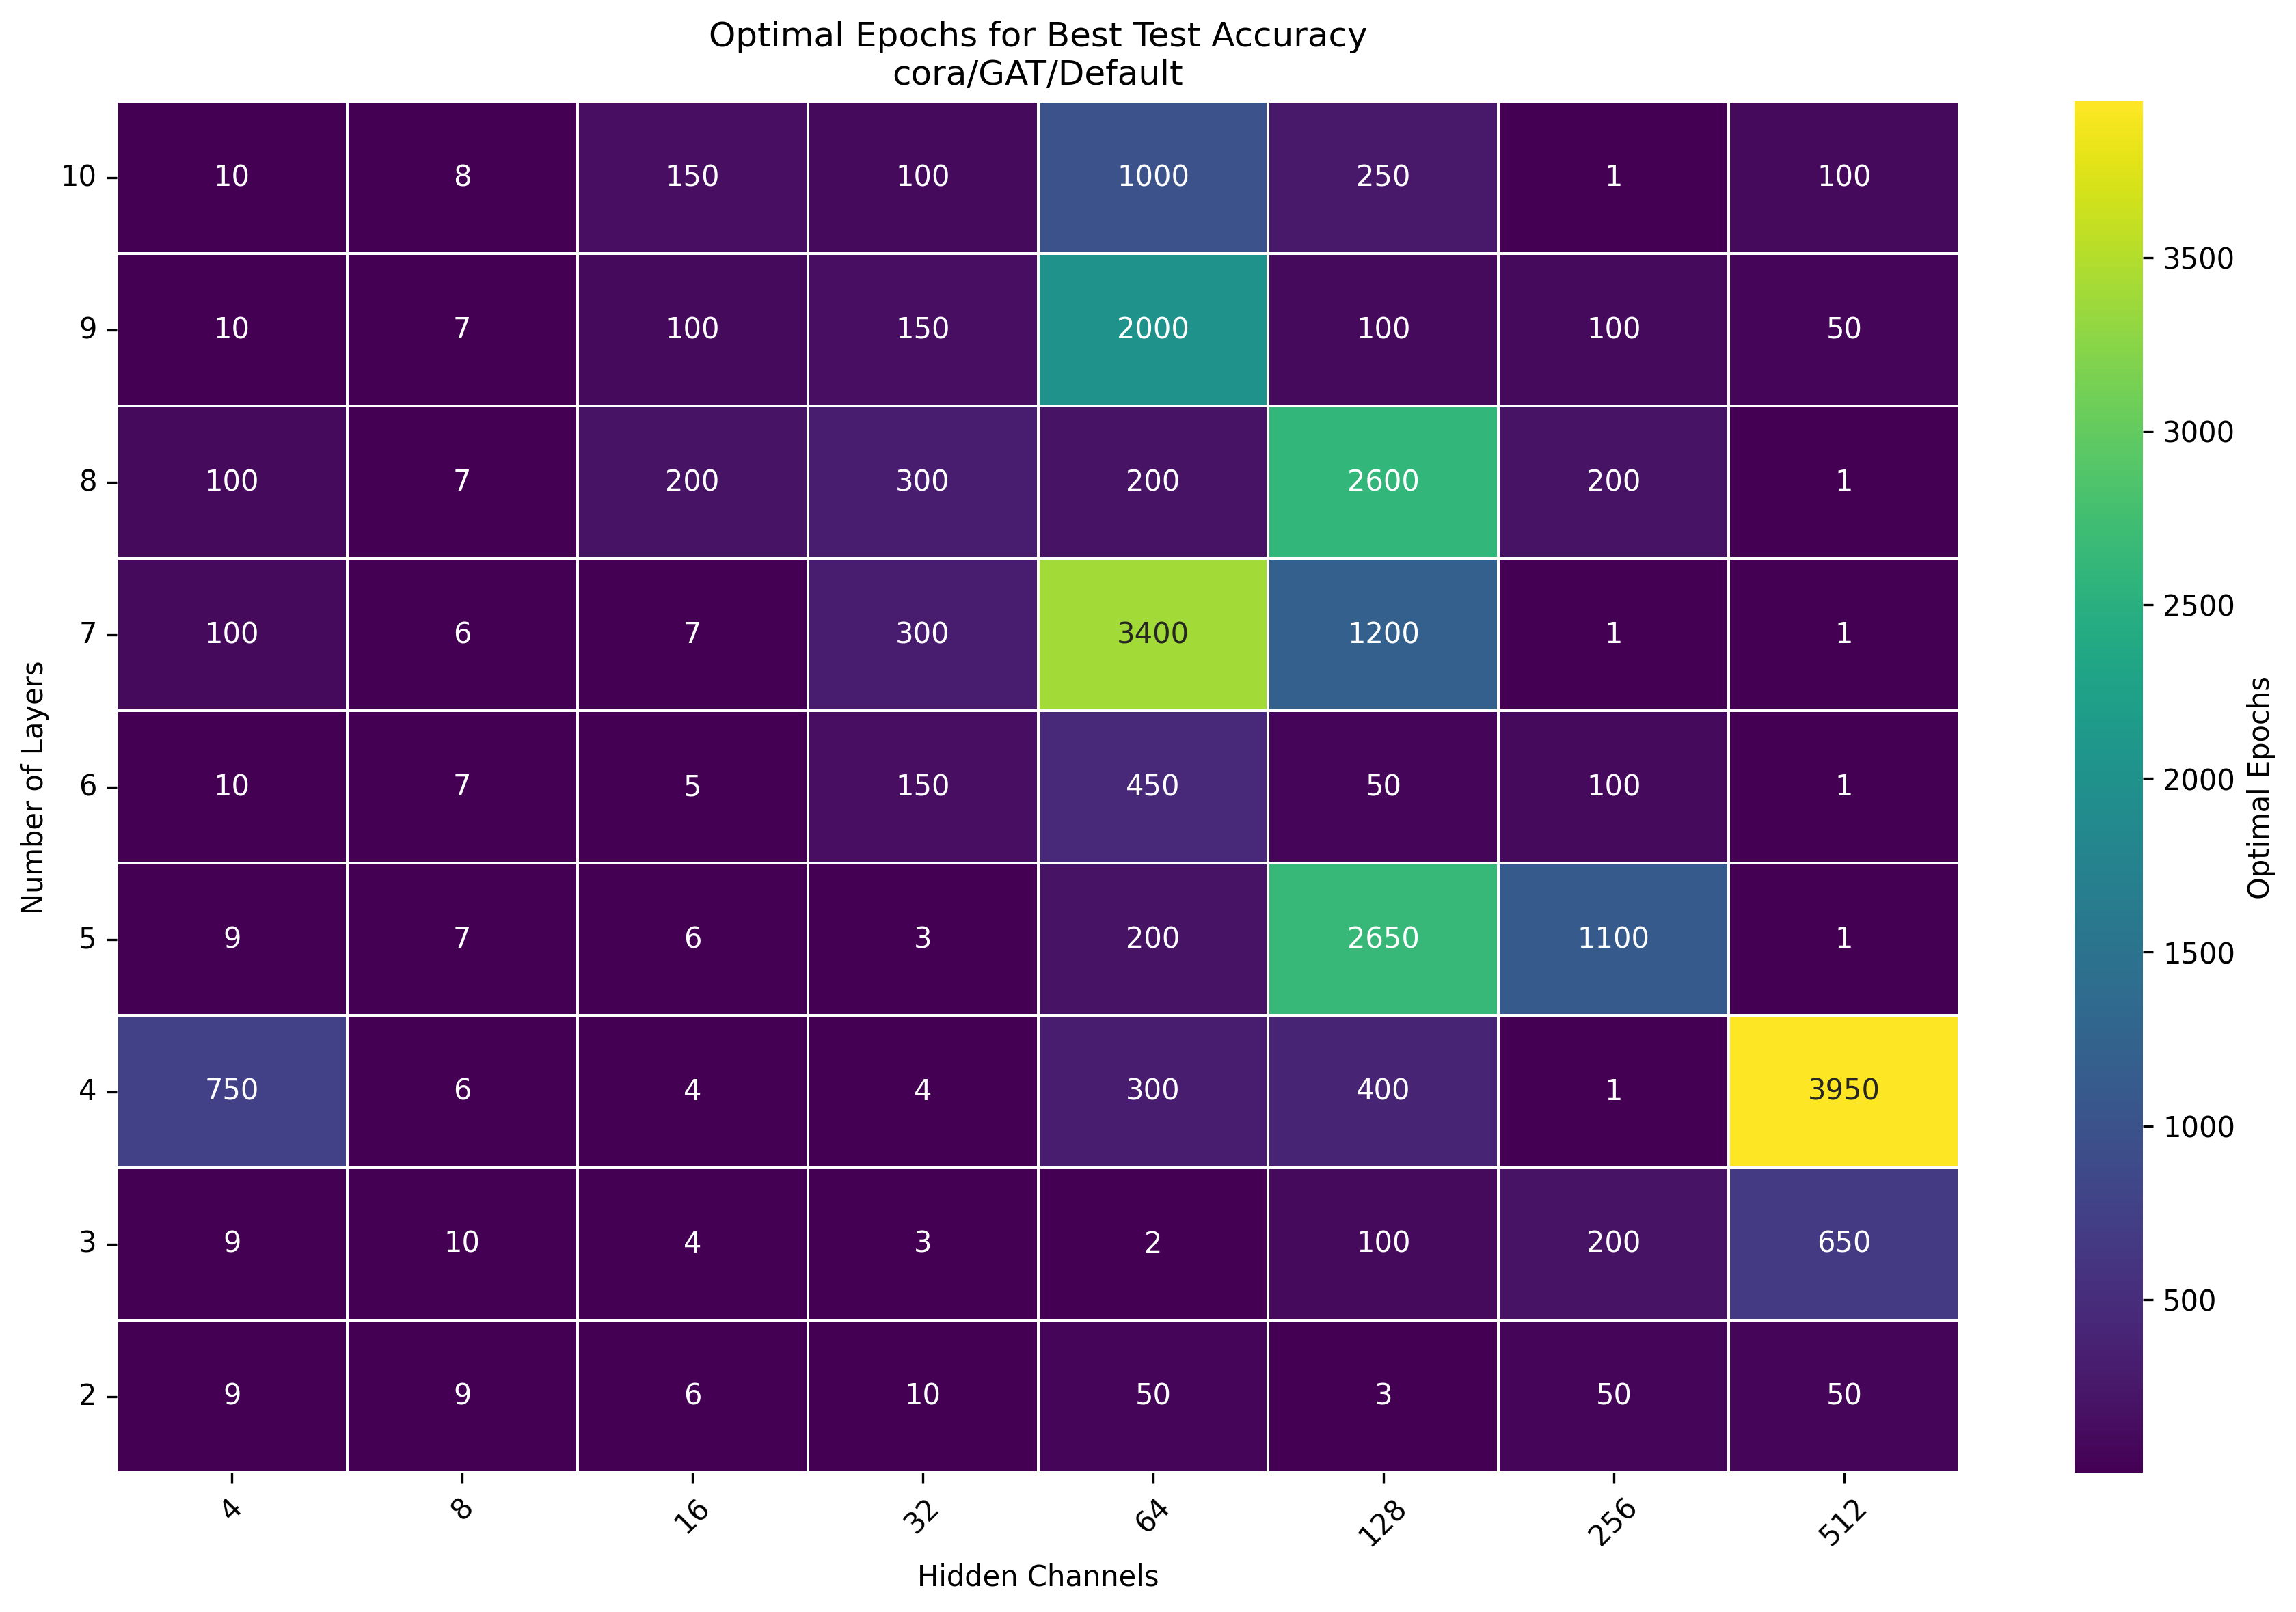 Optimal Epochs for Best Test Accuracy
cora/GAT/Default
10 10 8 150 100 1000 250 1 100
9 10 7 100 150 2000 100 100 50
8 100 7 200 300 200 2600 200 1
7 100 6 7 300 3400 1200 1 1
6 10 7 5 150 450 50 100 1
5 9 7 6 3 200 2650 1100 1
4 750 6 4 4 300 400 1 3950
3 9 10 4 3 2 100 200 650
2 9 9 6 10 50 3 50 50
4 8 16 32 64 128 256 512
Hidden Channels
Number of Layers
3500
3000
2500
2000
1500
1000
500
Optimal Epochs